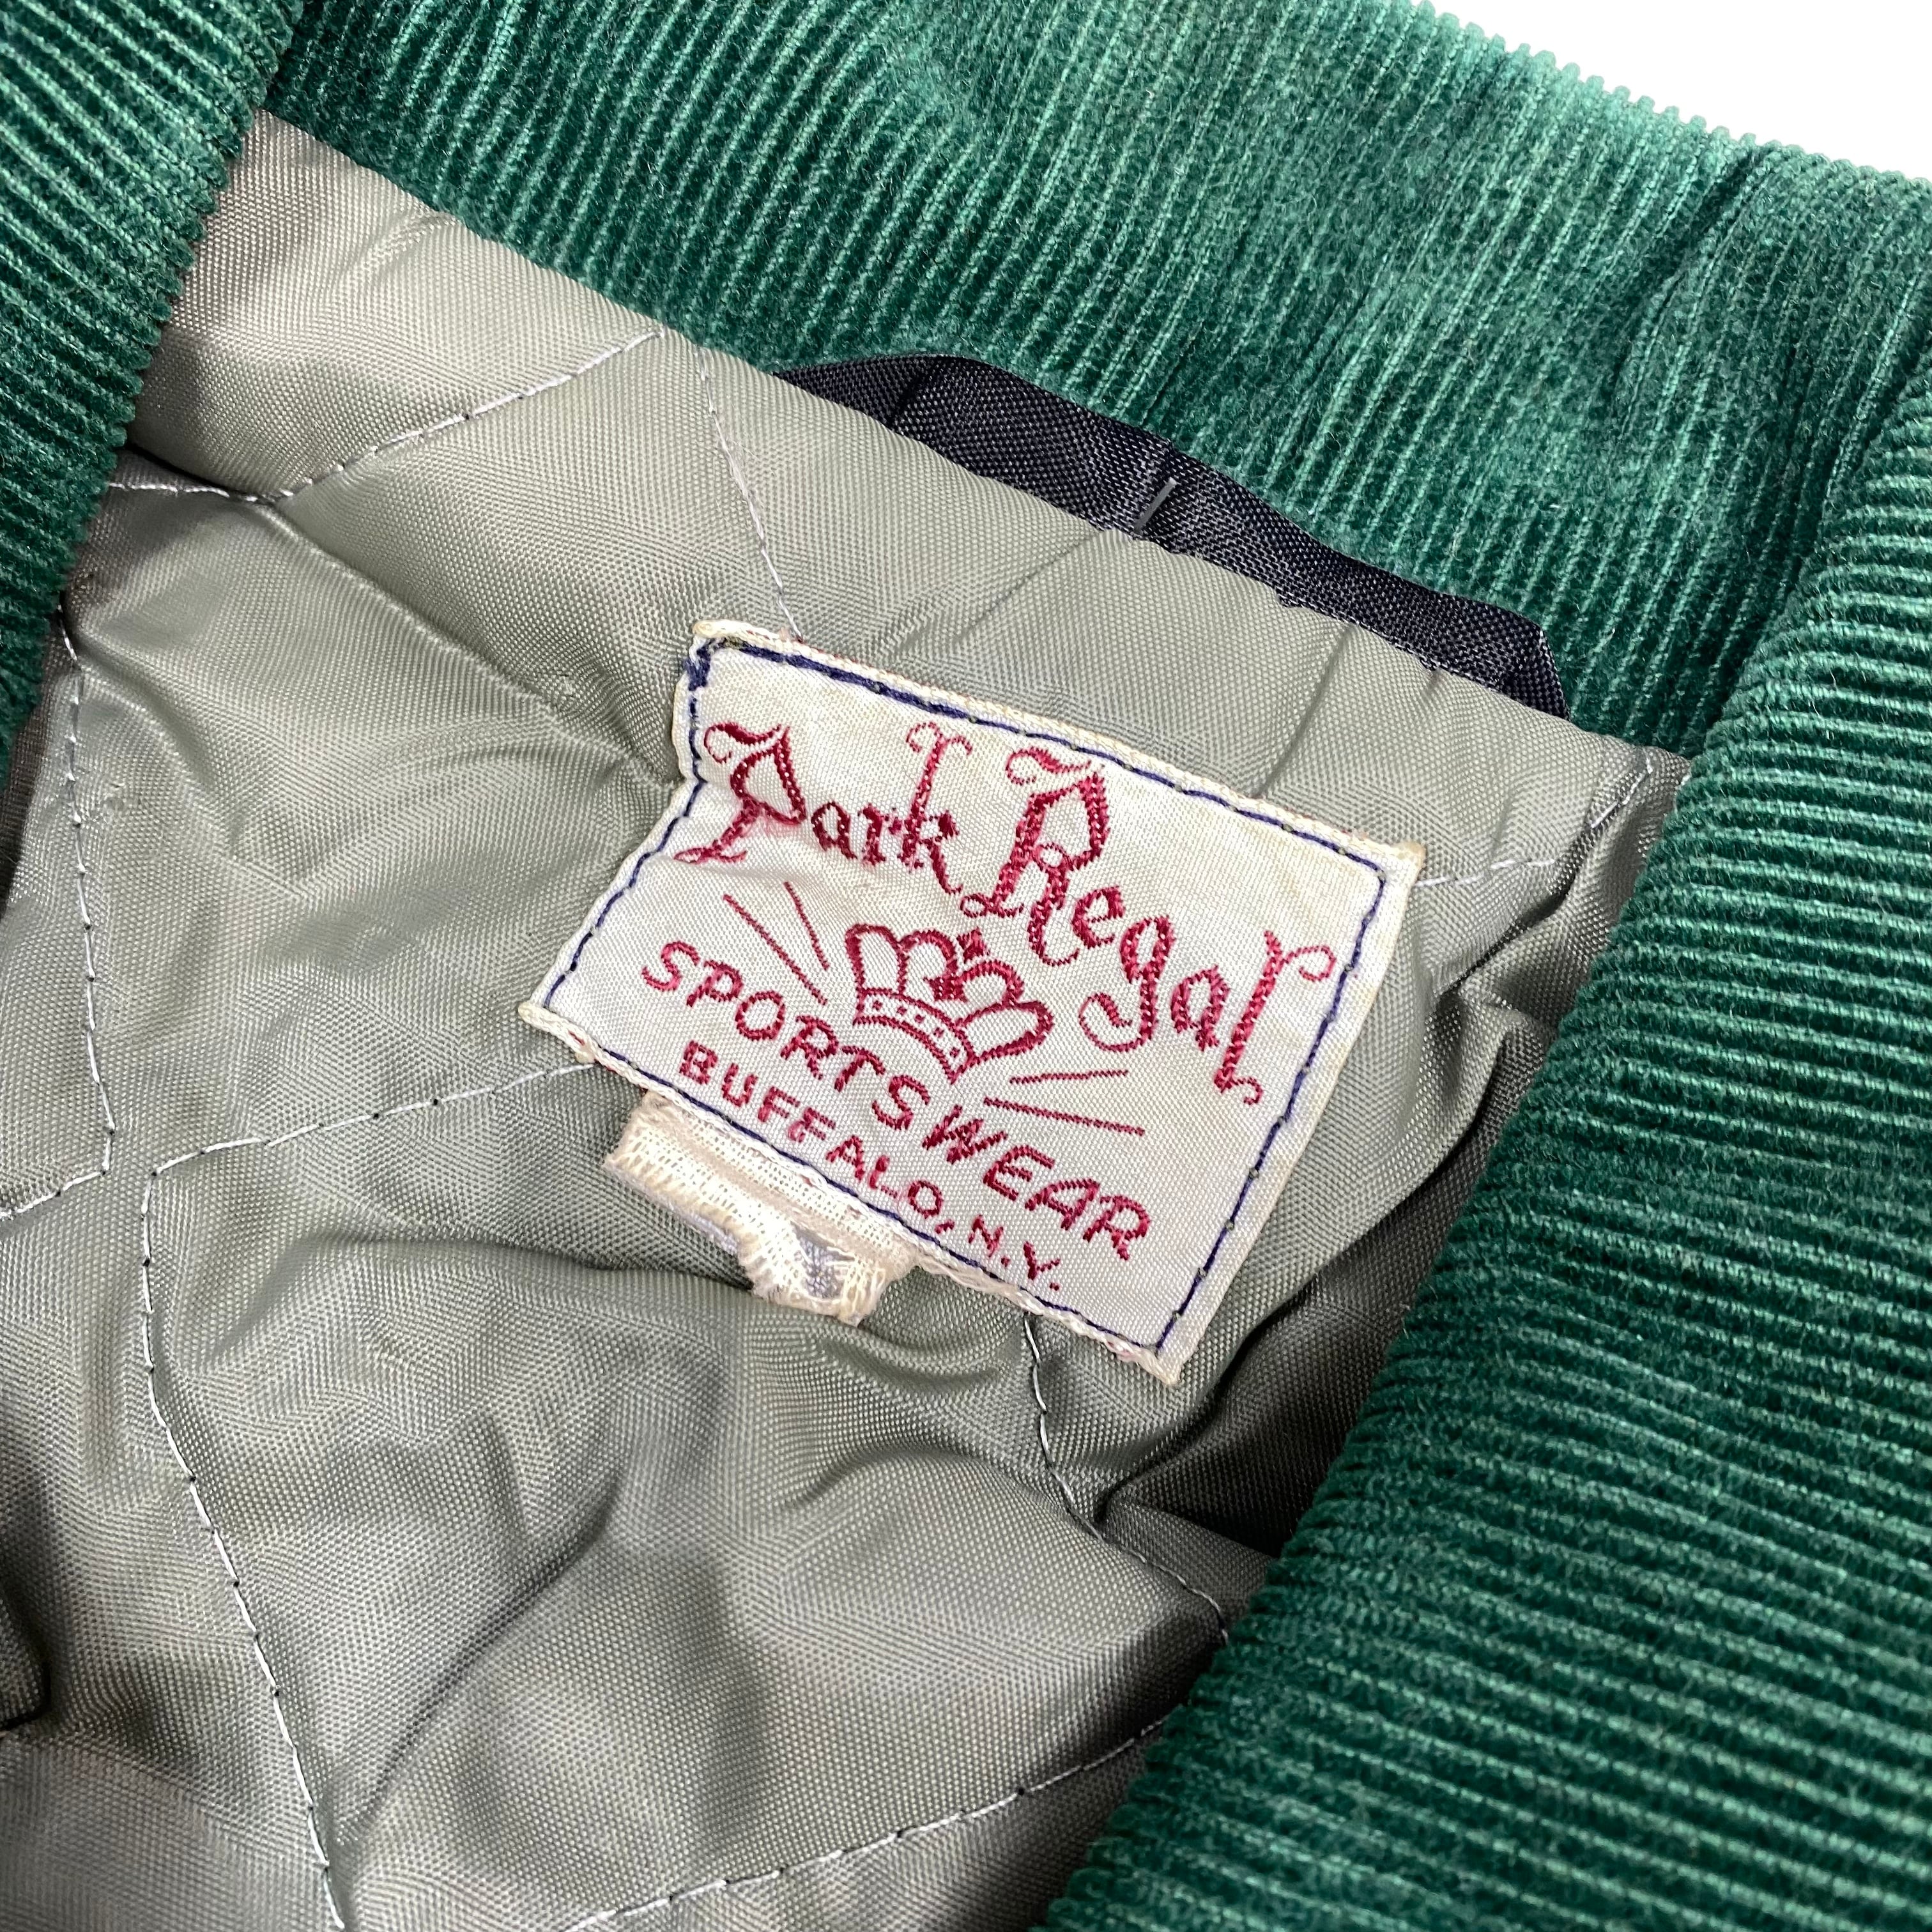 Park Regal
SPORTSWEAR
BUFFALO, N.Y.